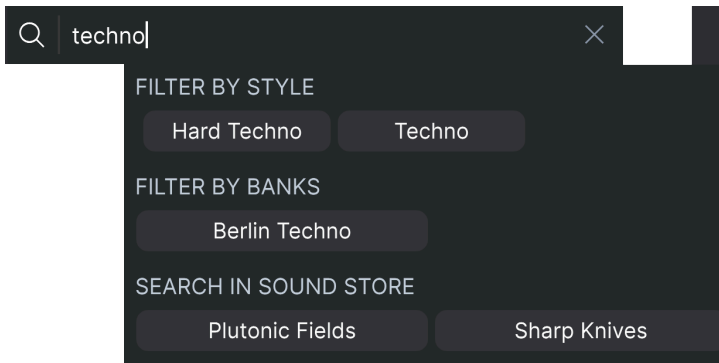 techno
FILTER BY STYLE
Hard Techno Techno
FILTER BY BANKS
Berlin Techno
SEARCH IN SOUND STORE
Plutonic Fields Sharp Knives